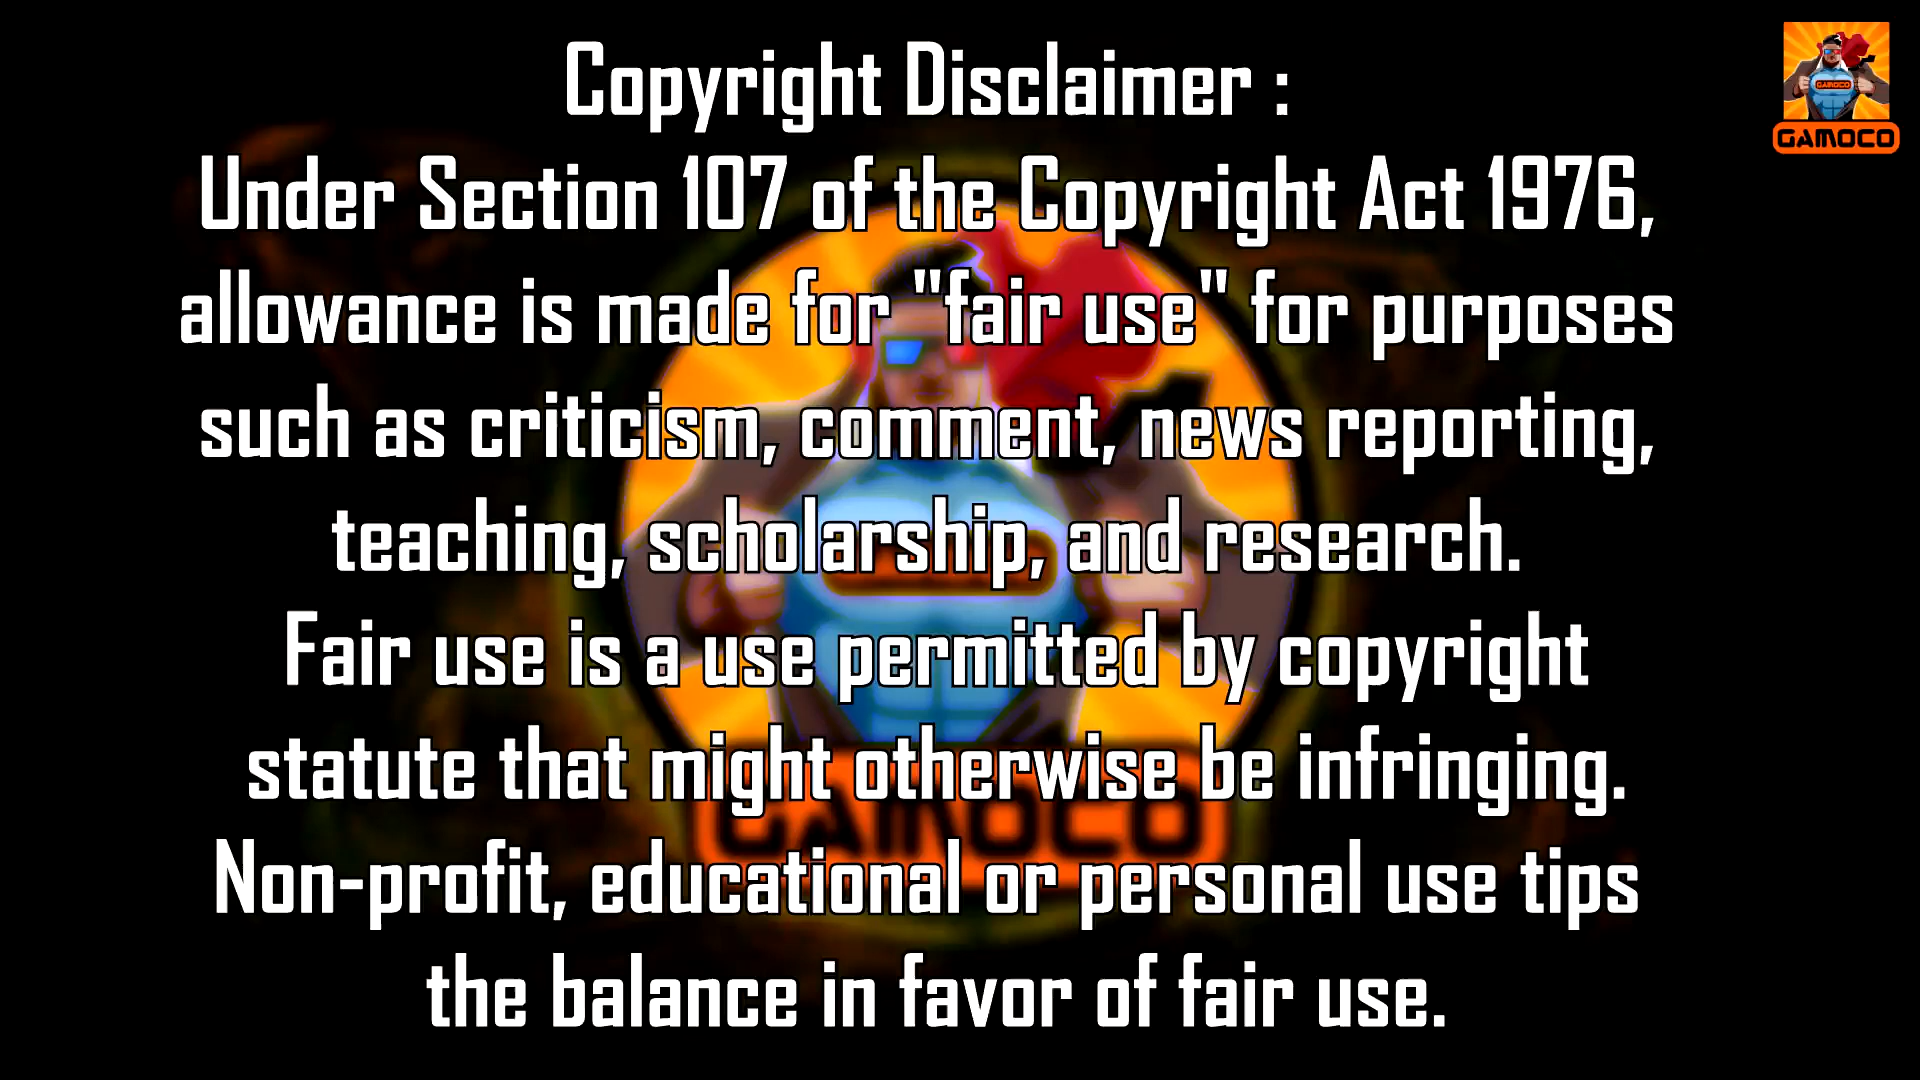 Copyright Disclaimer :
Under Section 107 of the Copyright Act 1976,
allowance is made for "fair use" for purposes
such as criticism, comment, news reporting,
teaching, scholarship, and research.
Fair use is a use permitted by copyright
statute that might otherwise be infringing.
Non-profit, educational or personal use tips
the balance in favor of fair use.
GAMOCO
GAMOCO
GAMOCO